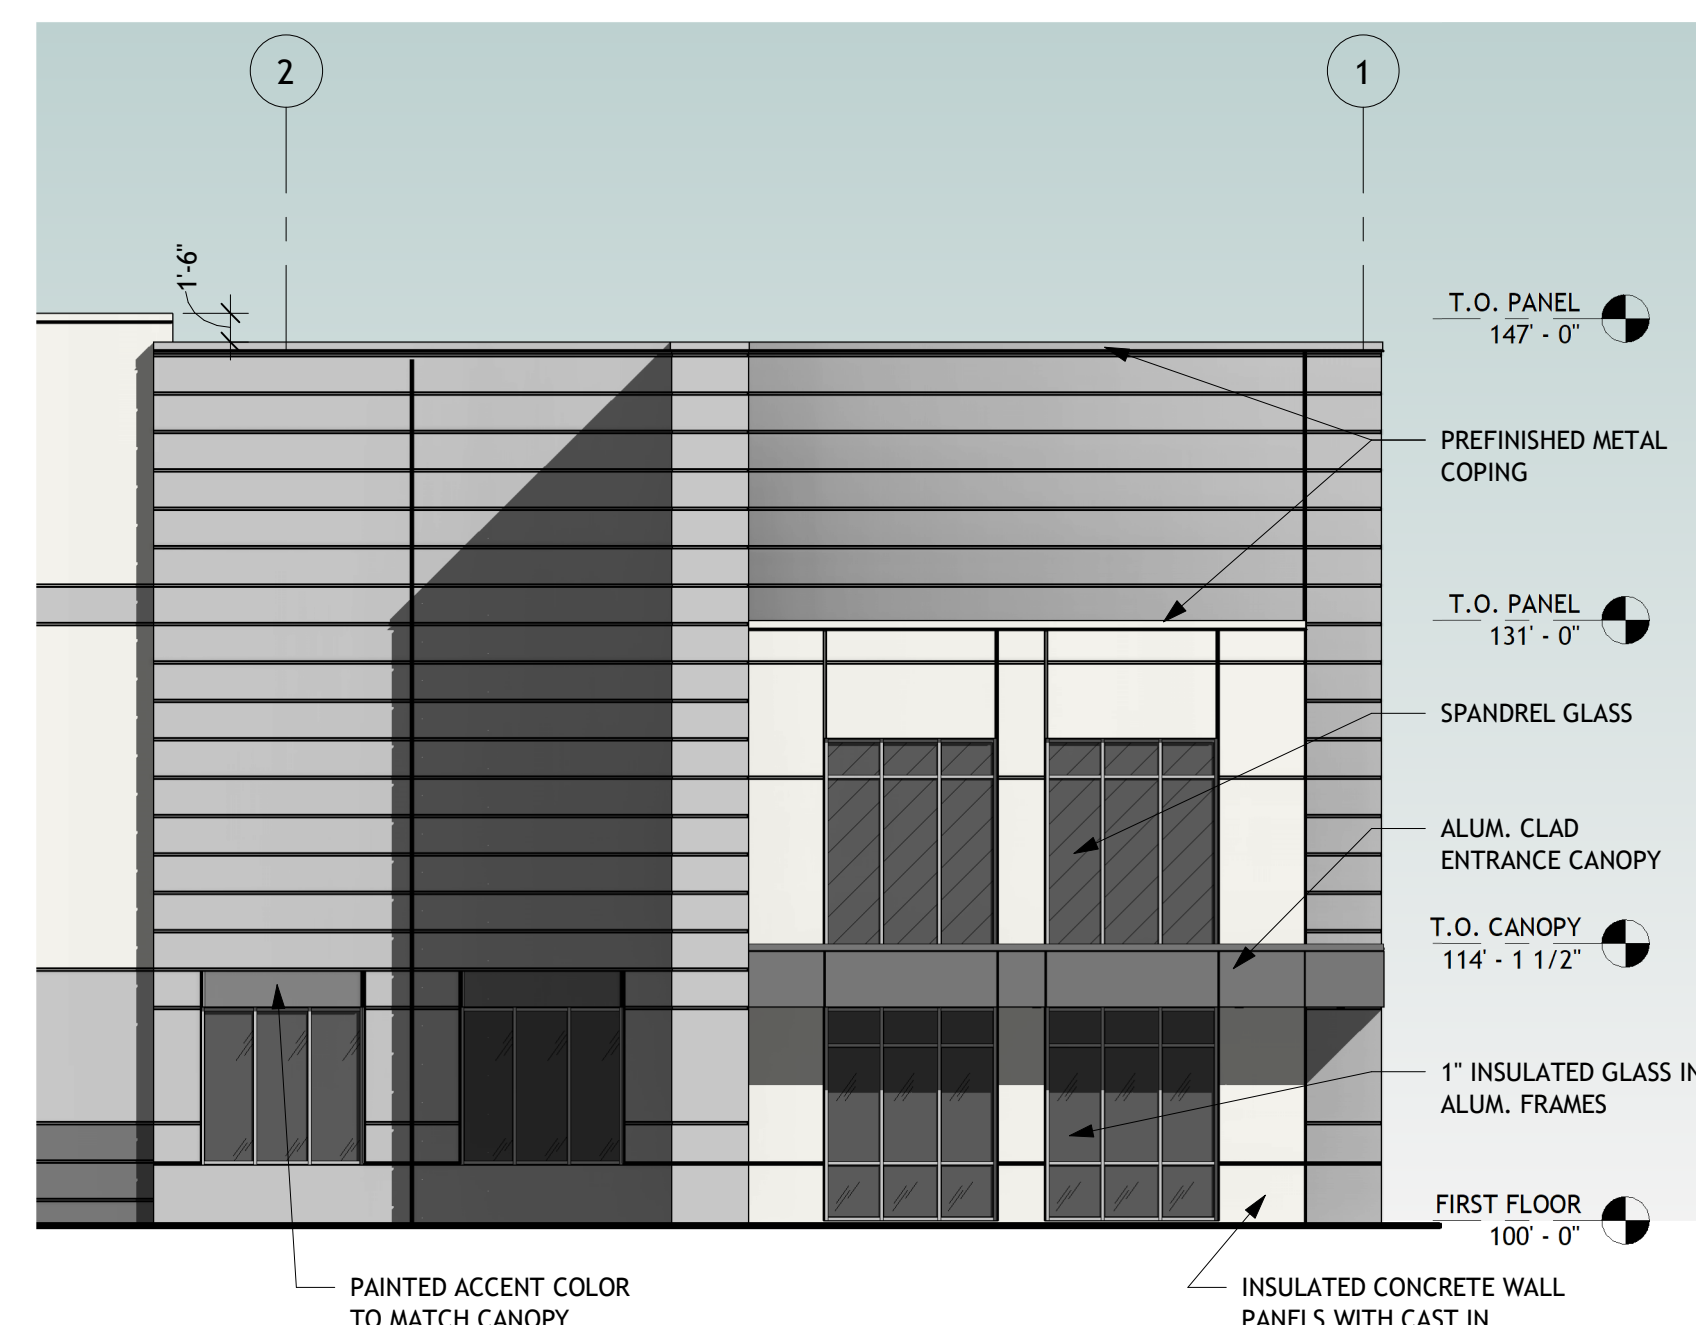 2
1
1'-6"
T.O. PANEL
147' - 0"
PREFINISHED METAL
COPING
T.O. PANEL
131' - 0"
SPANDREL GLASS
ALUM. CLAD
ENTRANCE CANOPY
T.O. CANOPY
114' - 1 1/2"
1" INSULATED GLASS IN
ALUM. FRAMES
FIRST FLOOR
100' - 0"
PAINTED ACCENT COLOR
TO MATCH CANOPY
INSULATED CONCRETE WALL
PANELS WITH CAST IN